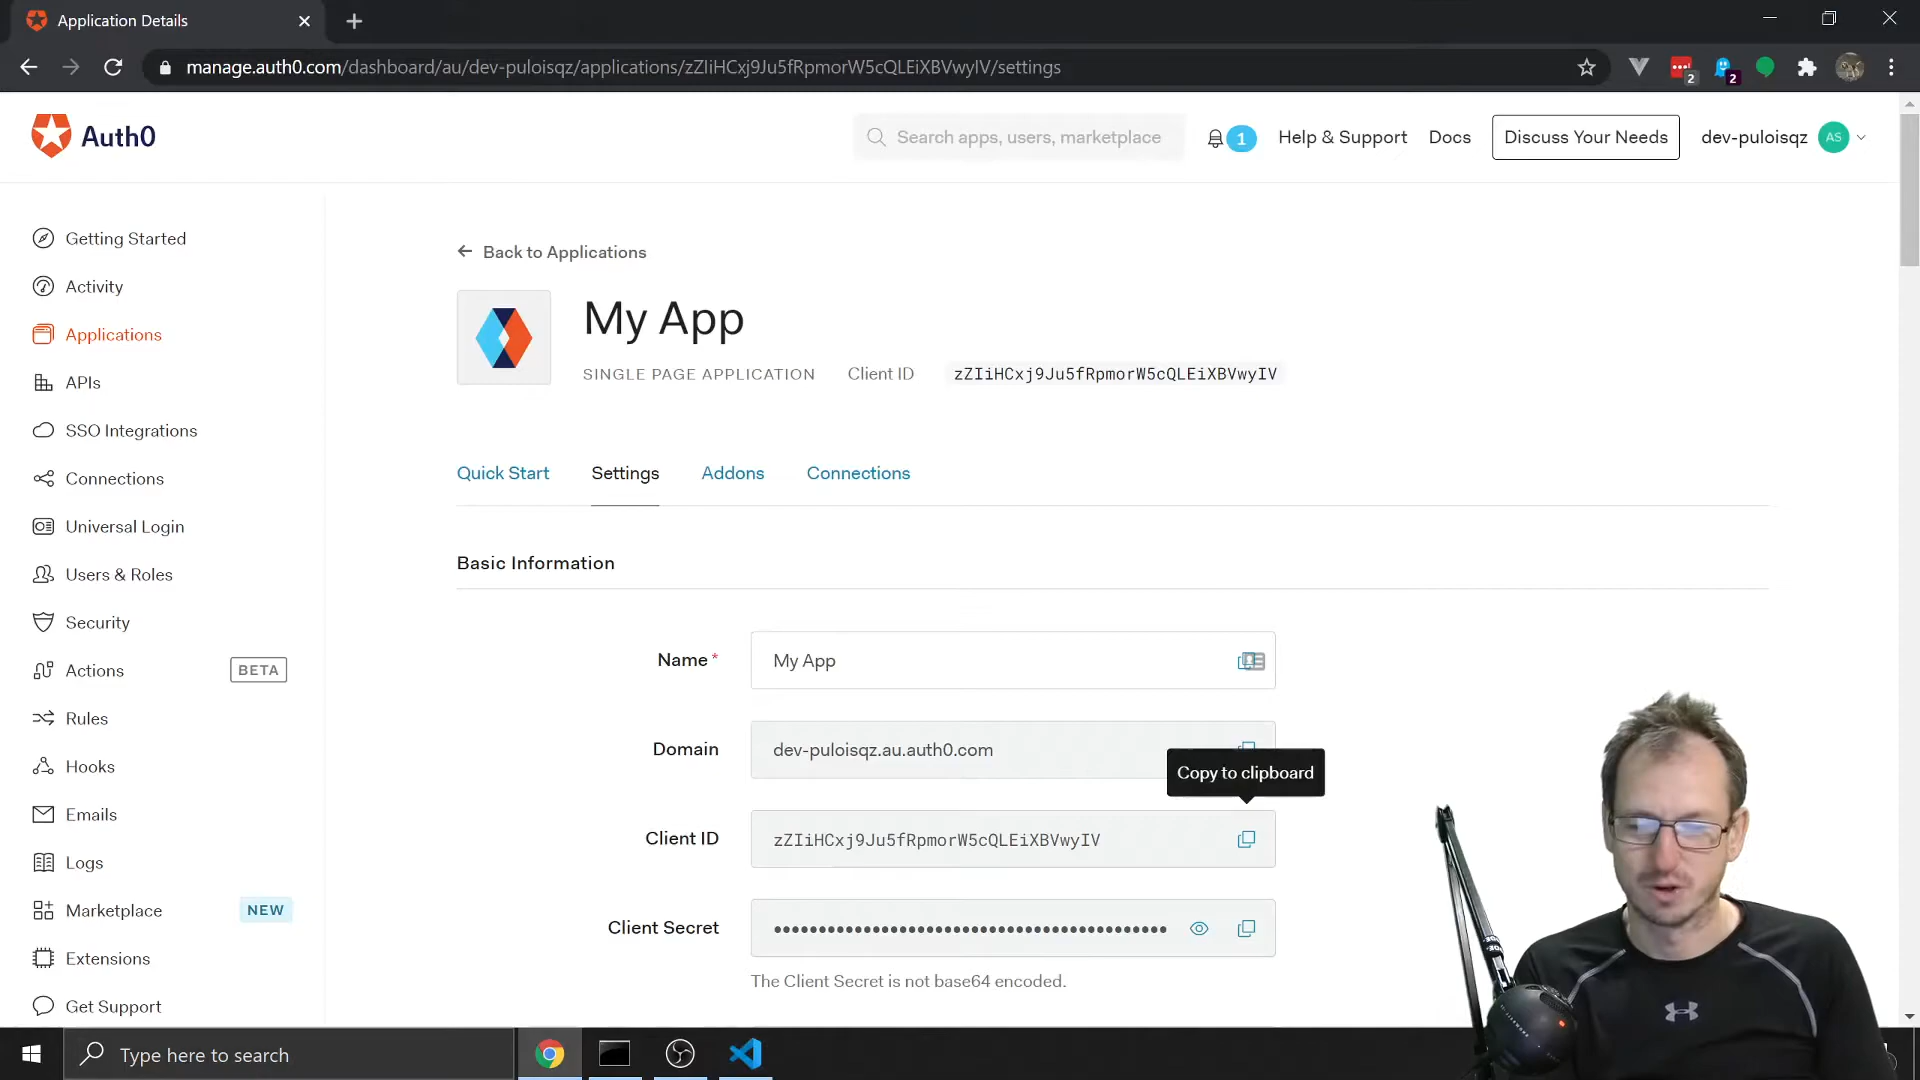 Application Details
manage.auth0.com/dashboard/au/dev-puloisqz/applications/zZIiHCxj9Ju5fRpmorW5cQLEiXBVwyIV/settings
2
2
Auth0
Search apps, users, marketplace
1
Help & Support
Docs
Discuss Your Needs
dev-puloisqz
AS
Getting Started
Activity
Applications
APIs
SSO Integrations
Connections
Universal Login
Users & Roles
Security
Actions BETA
Rules
Hooks
Emails
Logs
Marketplace NEW
Extensions
Get Support
Back to Applications
My App
SINGLE PAGE APPLICATION Client ID zZIiHCxj9Ju5fRpmorW5cQLEiXBVwyIV
Quick Start Settings Addons Connections
Basic Information
Name * My App
Domain dev-puloisqz.au.auth0.com
Copy to clipboard
Client ID zZIiHCxj9Ju5fRpmorW5cQLEiXBVwyIV
Client Secret
The Client Secret is not base64 encoded.
Type here to search